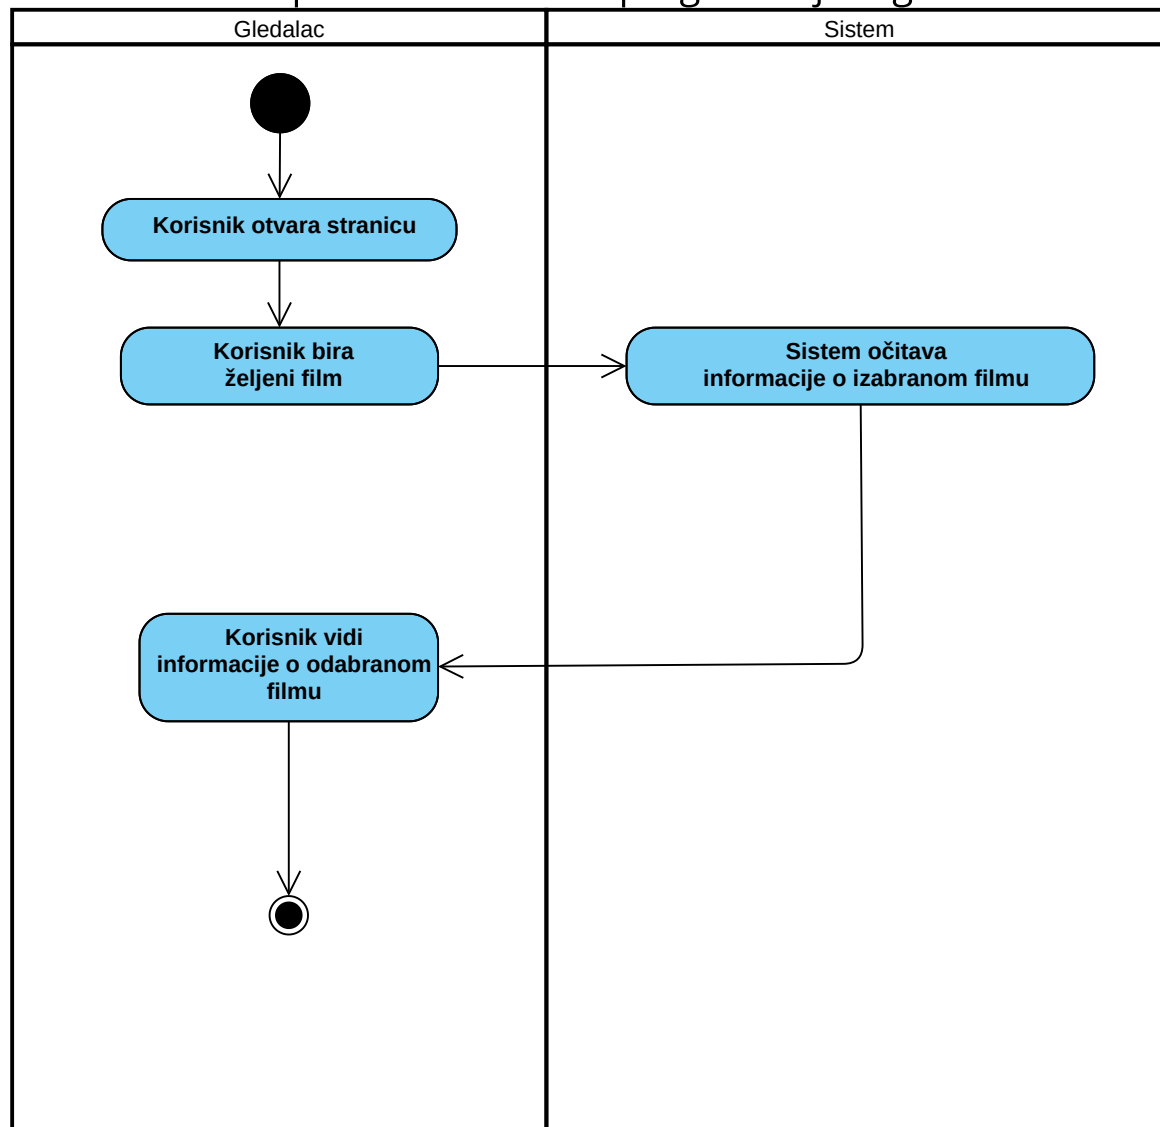 Gledalac
Sistem
Korisnik otvara stranicu
Korisnik bira
željeni film
Sistem očitava
informacije o izabranom filmu
Korisnik vidi
informacije o odabranom
filmu